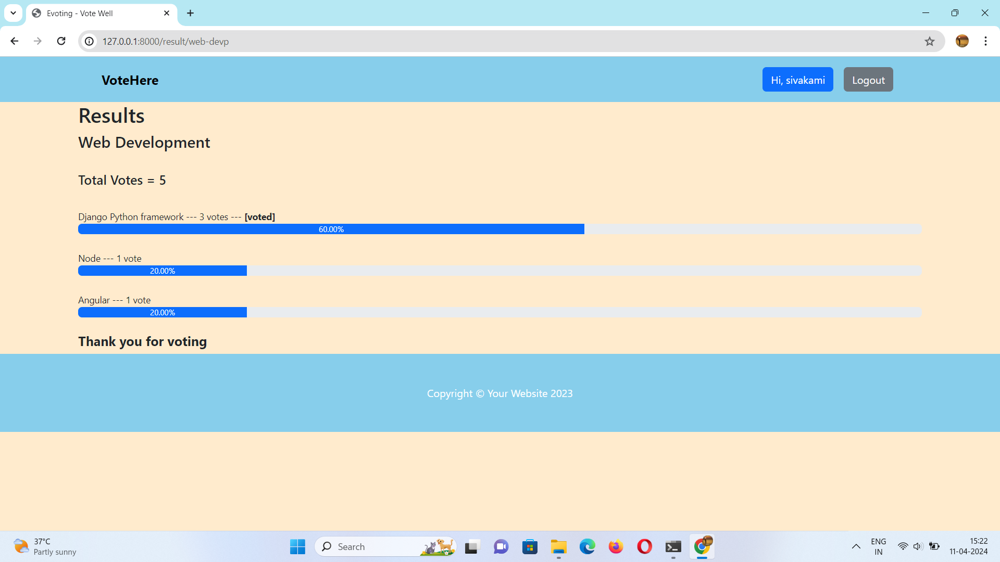 Evoting - Vote Well
127.0.0.1:8000/result/web-devp
VoteHere
Hi, sivakami
Logout
Results
Web Development
Total Votes = 5
Django Python framework --- 3 votes --- [voted]
60.00%
Node --- 1 vote
20.00%
Angular --- 1 vote
20.00%
Thank you for voting
Copyright © Your Website 2023
37°C
Partly sunny
Search
ENG
IN
15:22
11-04-2024